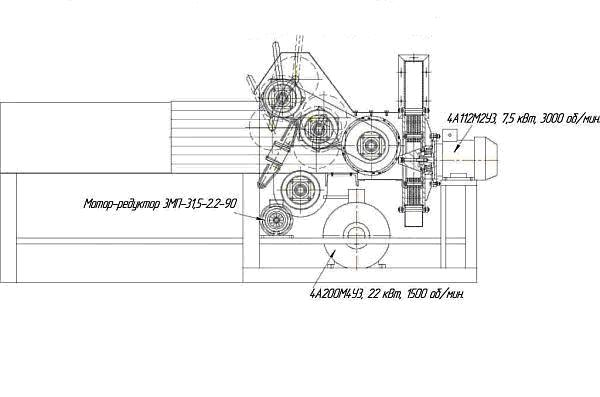 4А112М2У3, 7,5 кВт, 3000 об/мин.
Мотор-редуктор 3МП-31,5-2.2-90
4А200М4У3, 22 кВт, 1500 об/мин.